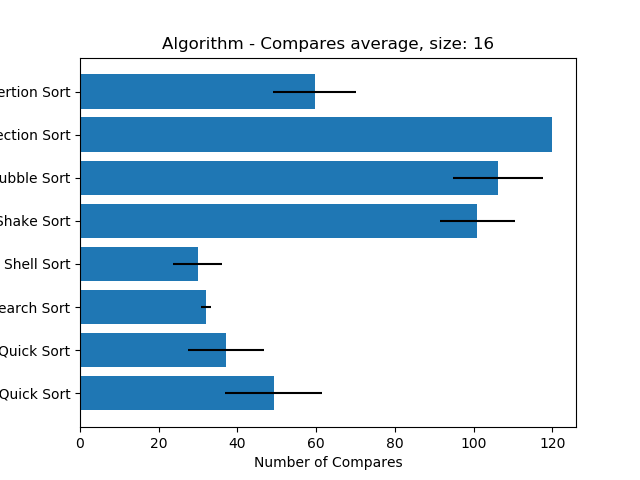 Algorithm - Compares average, size: 16
ertion Sort
ection Sort
ubble Sort
Shake Sort
Shell Sort
earch Sort
Quick Sort
Quick Sort
0 20 40 60 80 100 120
Number of Compares